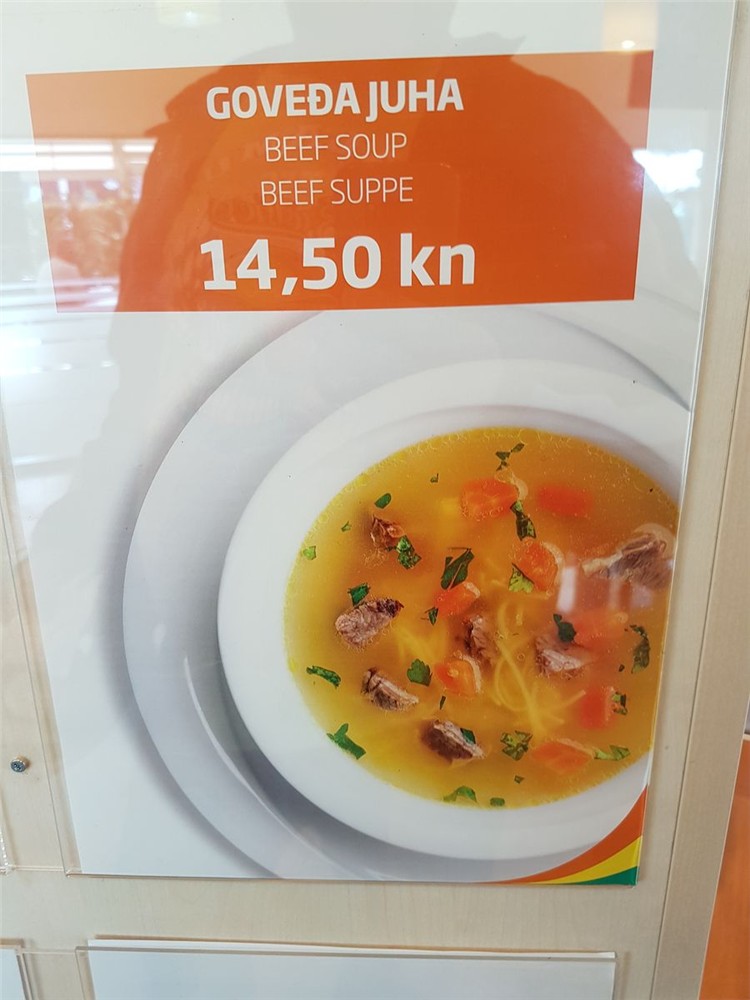 GOVEĐA JUHA
BEEF SOUP
BEEF SUPPE
14,50 kn